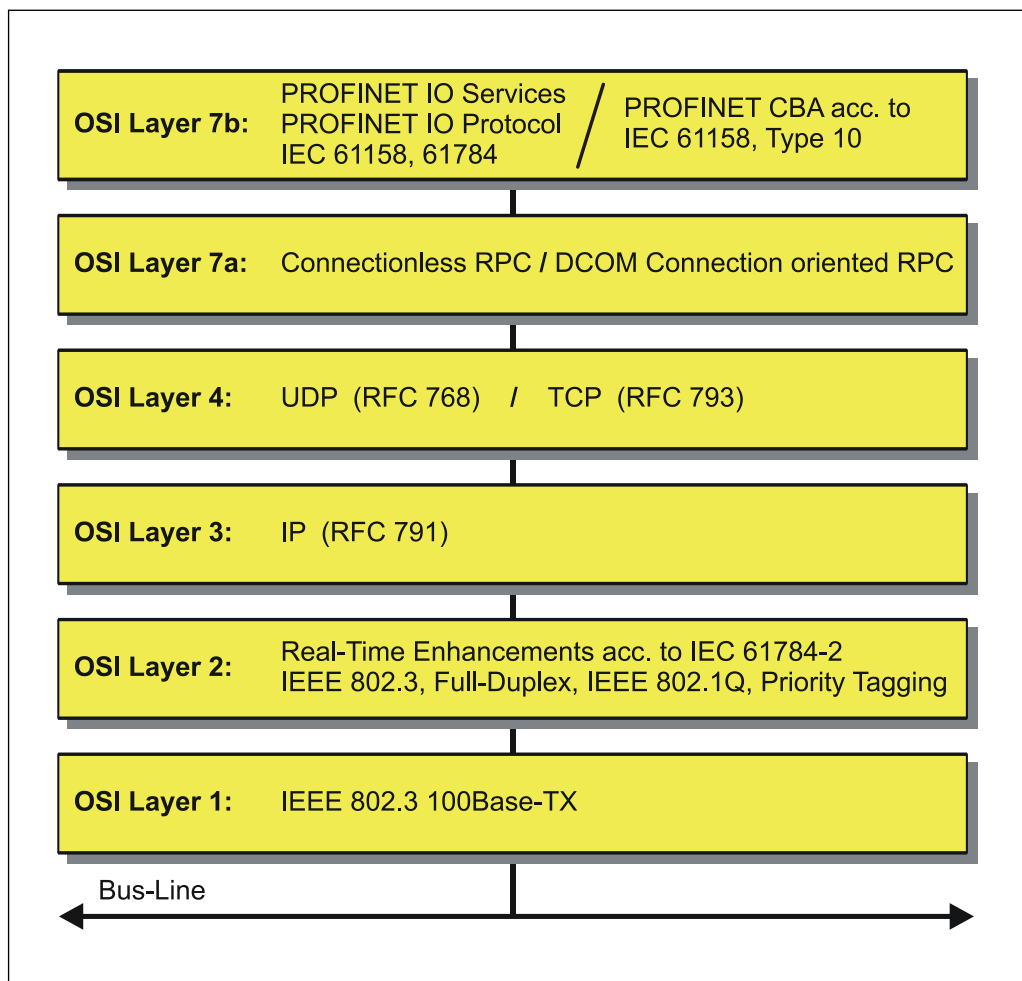 OSI Layer 7b:
PROFINET IO Services
PROFINET IO Protocol
IEC 61158, 61784
/
PROFINET CBA acc. to
IEC 61158, Type 10
OSI Layer 7a: Connectionless RPC / DCOM Connection oriented RPC
OSI Layer 4: UDP (RFC 768) / TCP (RFC 793)
OSI Layer 3: IP (RFC 791)
OSI Layer 2:
Real-Time Enhancements acc. to IEC 61784-2
IEEE 802.3, Full-Duplex, IEEE 802.1Q, Priority Tagging
OSI Layer 1: IEEE 802.3 100Base-TX
Bus-Line